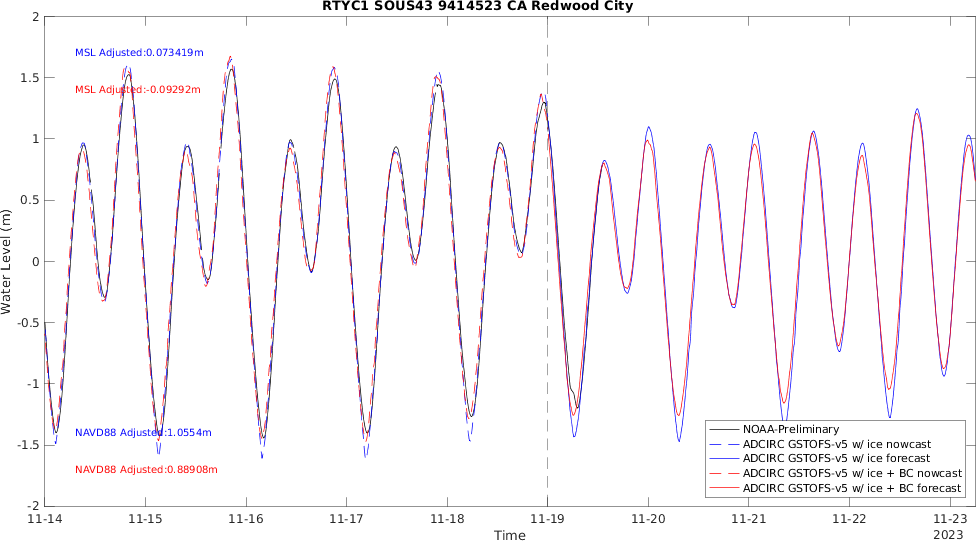 RTYC1 SOUS43 9414523 CA Redwood City
2
1.5
1
0.5
0
-0.5
-1
-1.5
-2
Water Level (m)
MSL Adjusted:0.073419m
MSL Adjusted:-0.09292m
NAVD88 Adjusted:1.0554m
NAVD88 Adjusted:0.88908m
NOAA-Preliminary
ADCIRC GSTOFS-v5 w/ ice nowcast
ADCIRC GSTOFS-v5 w/ ice forecast
ADCIRC GSTOFS-v5 w/ ice + BC nowcast
ADCIRC GSTOFS-v5 w/ ice + BC forecast
11-14 11-15 11-16 11-17 11-18 11-19 11-20 11-21 11-22 11-23
Time
2023